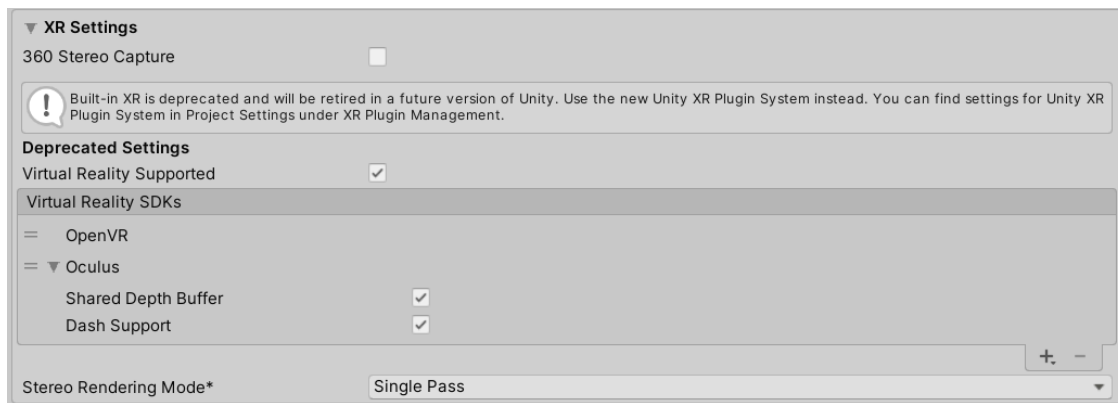 XR Settings
360 Stereo Capture
Built-in XR is deprecated and will be retired in a future version of Unity. Use the new Unity XR Plugin System instead. You can find settings for Unity XR
Plugin System in Project Settings under XR Plugin Management.
Deprecated Settings
Virtual Reality Supported
Virtual Reality SDKs
OpenVR
Oculus
Shared Depth Buffer
Dash Support
Stereo Rendering Mode* Single Pass